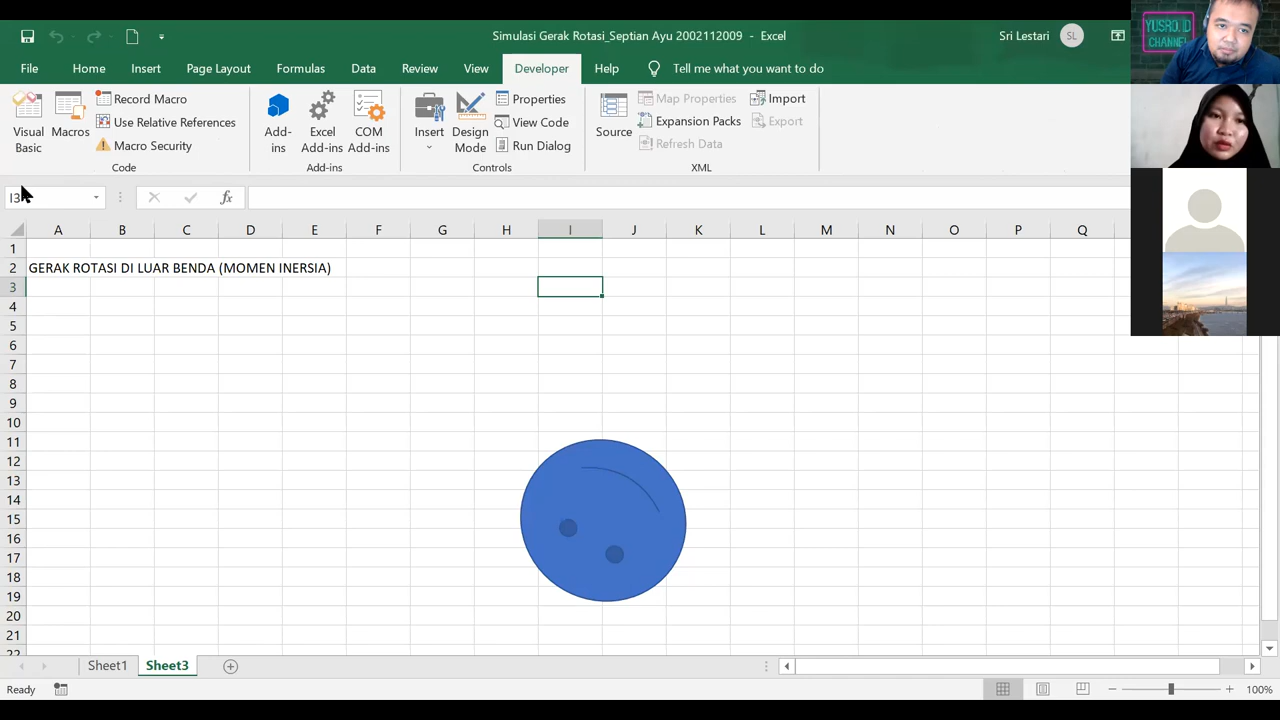 Simulasi Gerak Rotasi_Septian Ayu 2002112009 - Excel
Sri Lestari
SL
YUSRO.ID
CHANNEL
File
Home
Insert
Page Layout
Formulas
Data
Review
View
Developer
Help
Tell me what you want to do
Visual Basic
Macros
Record Macro
Use Relative References
Macro Security
Code
Add-ins
Excel Add-ins
COM Add-ins
Add-ins
Insert
Design Mode
Properties
View Code
Run Dialog
Controls
Source
Map Properties
Expansion Packs
Refresh Data
Import
Export
XML
I3
fx
A B C D E F G H I J K L M N O P Q
1
2 GERAK ROTASI DI LUAR BENDA (MOMEN INERSIA)
3
4
5
6
7
8
9
10
11
12
13
14
15
16
17
18
19
20
21
22
Sheet1
Sheet3
Ready
100%